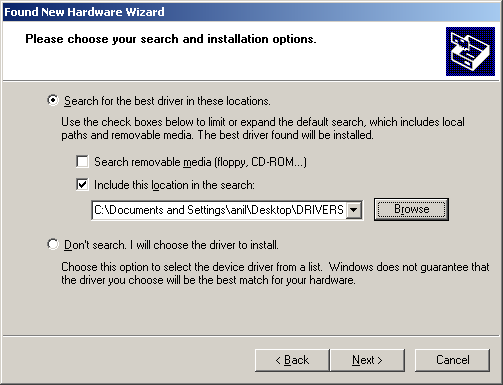 Found New Hardware Wizard
Please choose your search and installation options.
Search for the best driver in these locations.
Use the check boxes below to limit or expand the default search, which includes local
paths and removable media. The best driver found will be installed.
Search removable media (floppy, CD-ROM...)
Include this location in the search:
C:\Documents and Settings\anil\Desktop\DRIVERS
Browse
Don't search. I will choose the driver to install.
Choose this option to select the device driver from a list. Windows does not guarantee that
the driver you choose will be the best match for your hardware.
< Back
Next >
Cancel